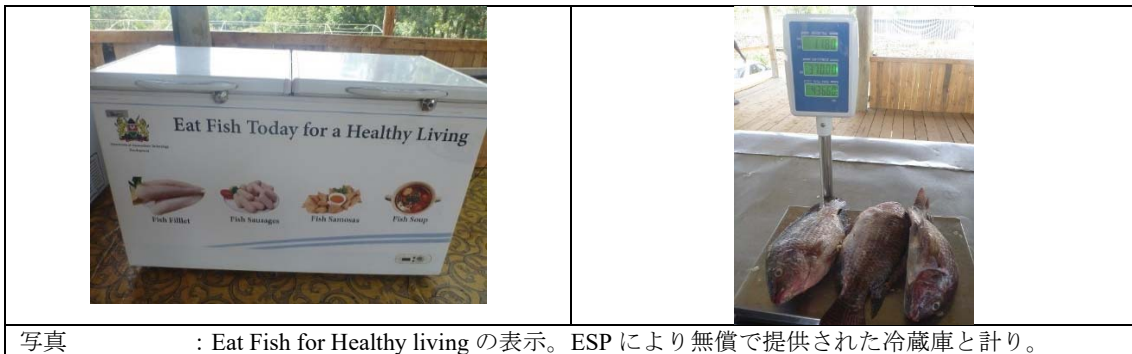 Eat Fish Today for a Healthy Living
Fish Fillet
Fish Sausages
Fish Samosas
Fish Soup
写真 : Eat Fish for Healthy living の表示。ESP により無償で提供された冷蔵庫と計り。